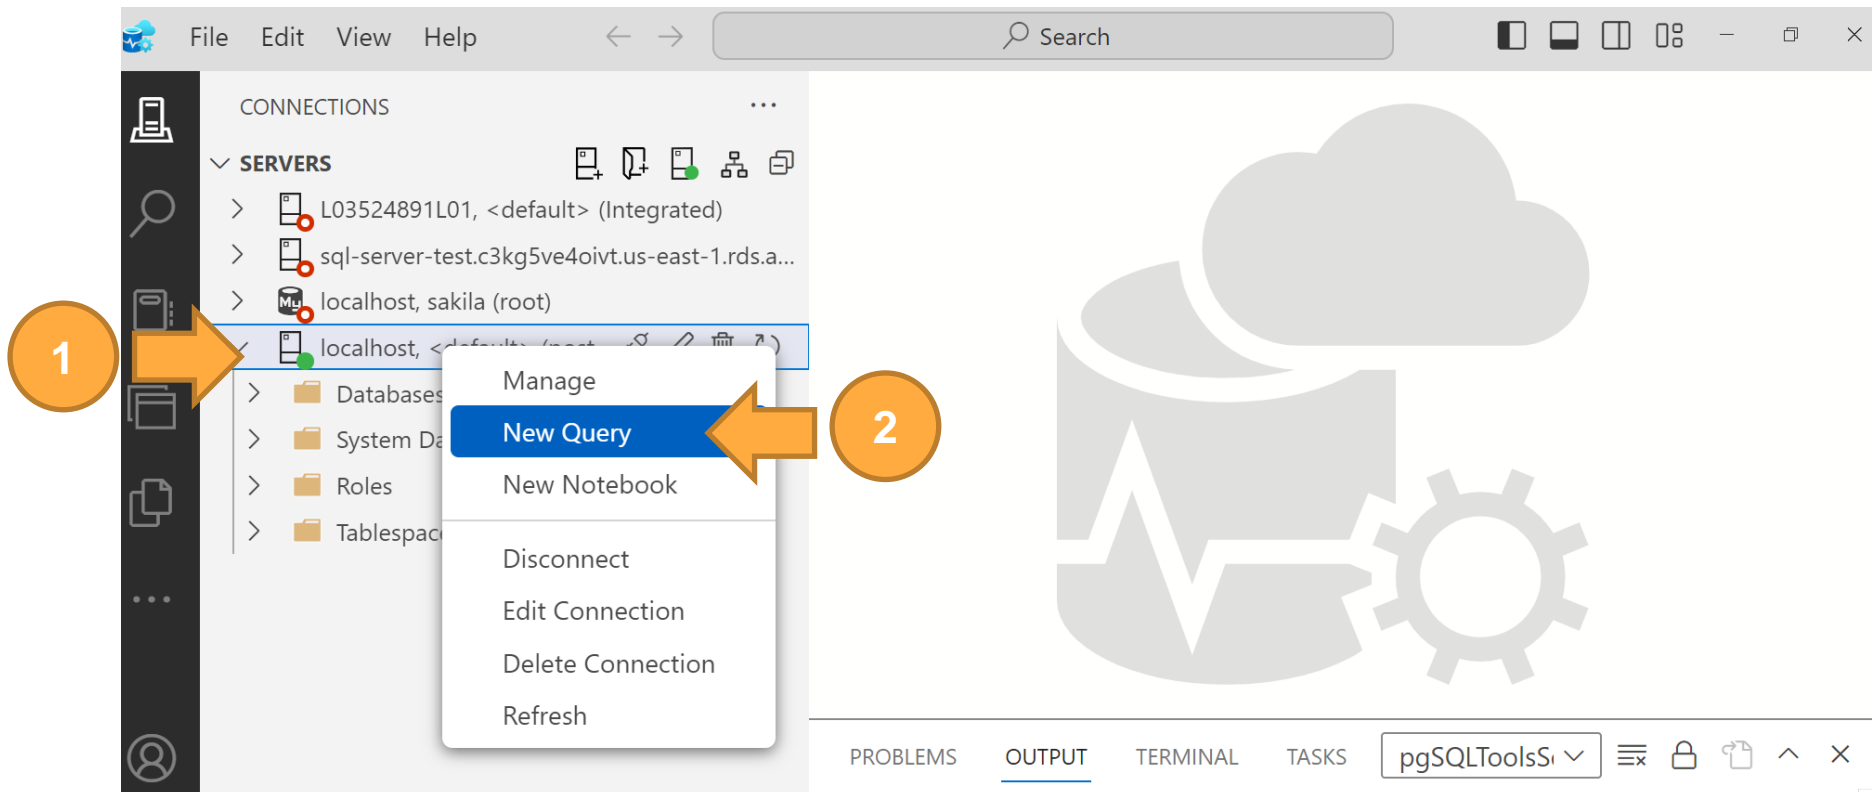 File Edit View Help Search
CONNECTIONS
SERVERS
L03524891L01, <default> (Integrated)
sql-server-test.c3kg5ve4oivt.us-east-1.rds.a...
My localhost, sakila (root)
1
localhost,
Manage
Databases
New Query
2
System Da
New Notebook
Roles
Tablespac
Disconnect
Edit Connection
Delete Connection
Refresh
PROBLEMS OUTPUT TERMINAL TASKS pgSQLToolsSe